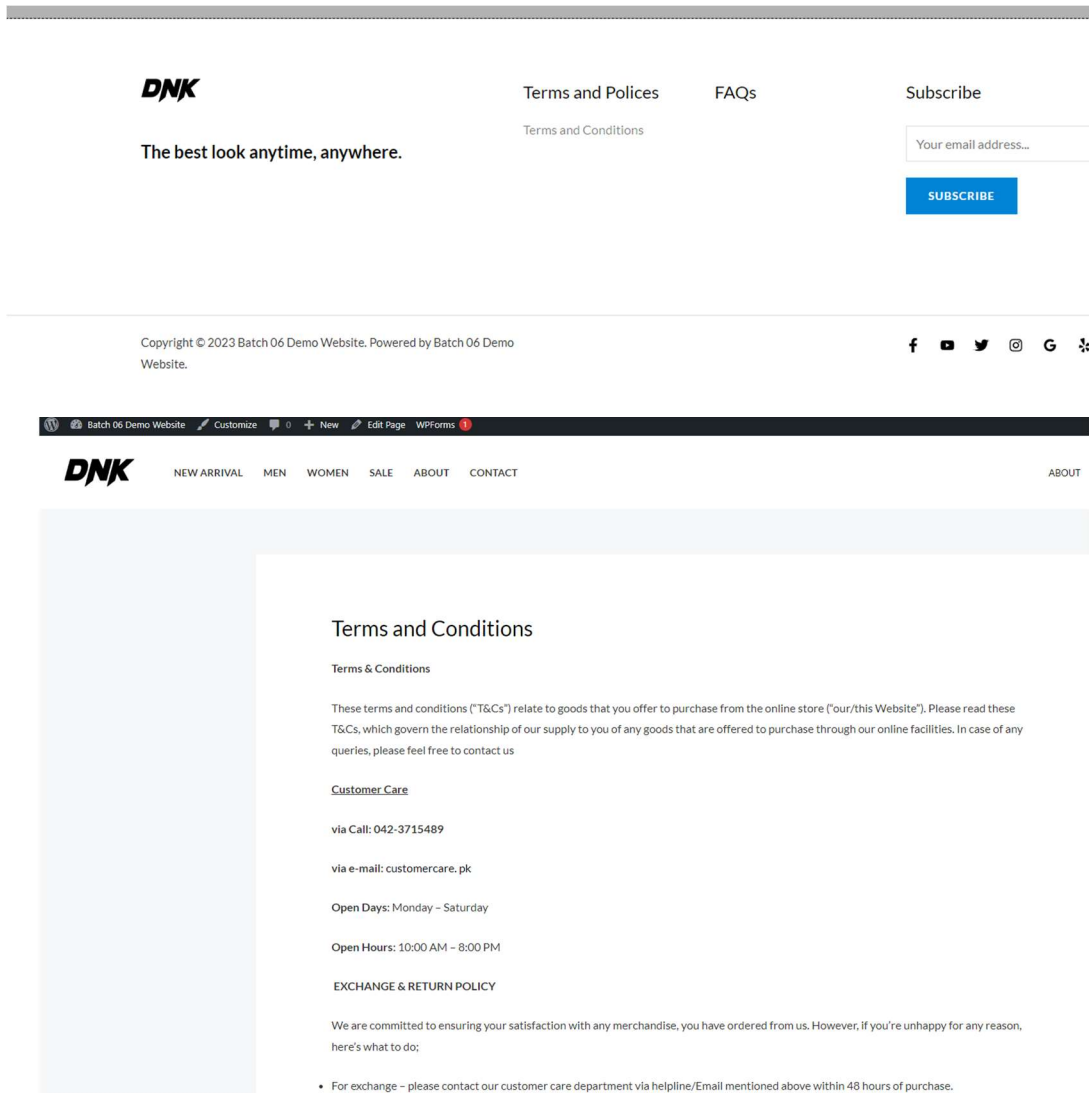 DNK
The best look anytime, anywhere.
Terms and Polices
Terms and Conditions
FAQs
Subscribe
Your email address...
SUBSCRIBE
Copyright © 2023 Batch 06 Demo Website. Powered by Batch 06 Demo
Website.
Batch 06 Demo Website Customize 0 New Edit Page WPForms 1
DNK NEW ARRIVAL MEN WOMEN SALE ABOUT CONTACT ABOUT
Terms and Conditions
Terms & Conditions
These terms and conditions ("T&Cs") relate to goods that you offer to purchase from the online store ("our/this Website"). Please read these
T&Cs, which govern the relationship of our supply to you of any goods that are offered to purchase through our online facilities. In case of any
queries, please feel free to contact us
Customer Care
via Call: 042-3715489
via e-mail: customercare. pk
Open Days: Monday – Saturday
Open Hours: 10:00 AM – 8:00 PM
EXCHANGE & RETURN POLICY
We are committed to ensuring your satisfaction with any merchandise, you have ordered from us. However, if you're unhappy for any reason,
here's what to do;
• For exchange – please contact our customer care department via helpline/Email mentioned above within 48 hours of purchase.